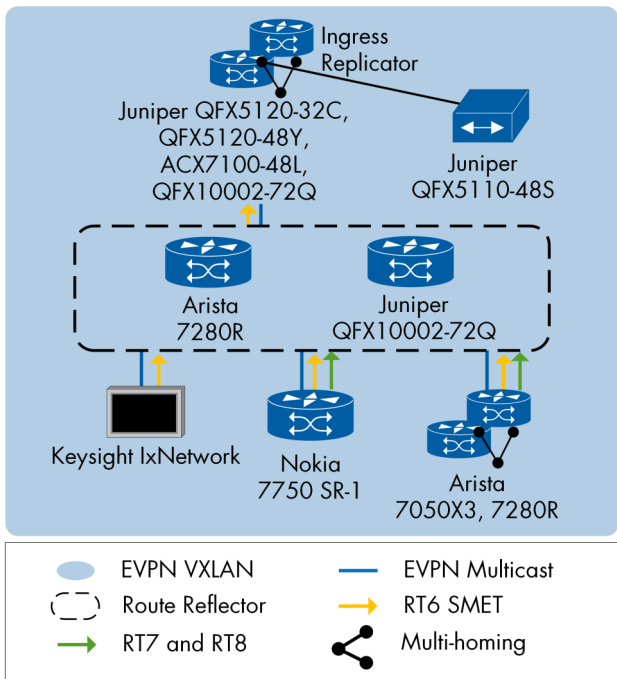 Ingress
Replicator
Juniper QFX5120-32C,
QFX5120-48Y,
ACX7100-48L,
QFX10002-72Q
Juniper
QFX5110-48S
Arista
7280R
Juniper
QFX10002-72Q
Keysight IxNetwork
Nokia
7750 SR-1
Arista
7050X3, 7280R
EVPN VXLAN
EVPN Multicast
Route Reflector
RT6 SMET
RT7 and RT8
Multi-homing